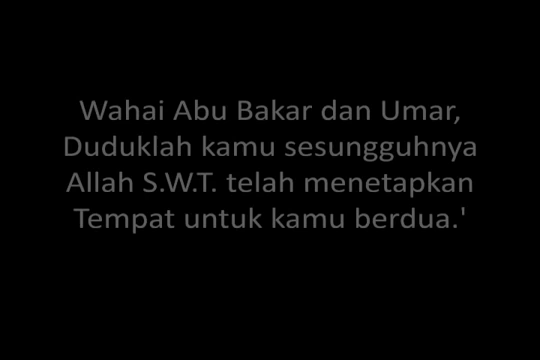 Wahai Abu Bakar dan Umar,
Duduklah kamu sesungguhnya
Allah S.W.T. telah menetapkan
Tempat untuk kamu berdua.'